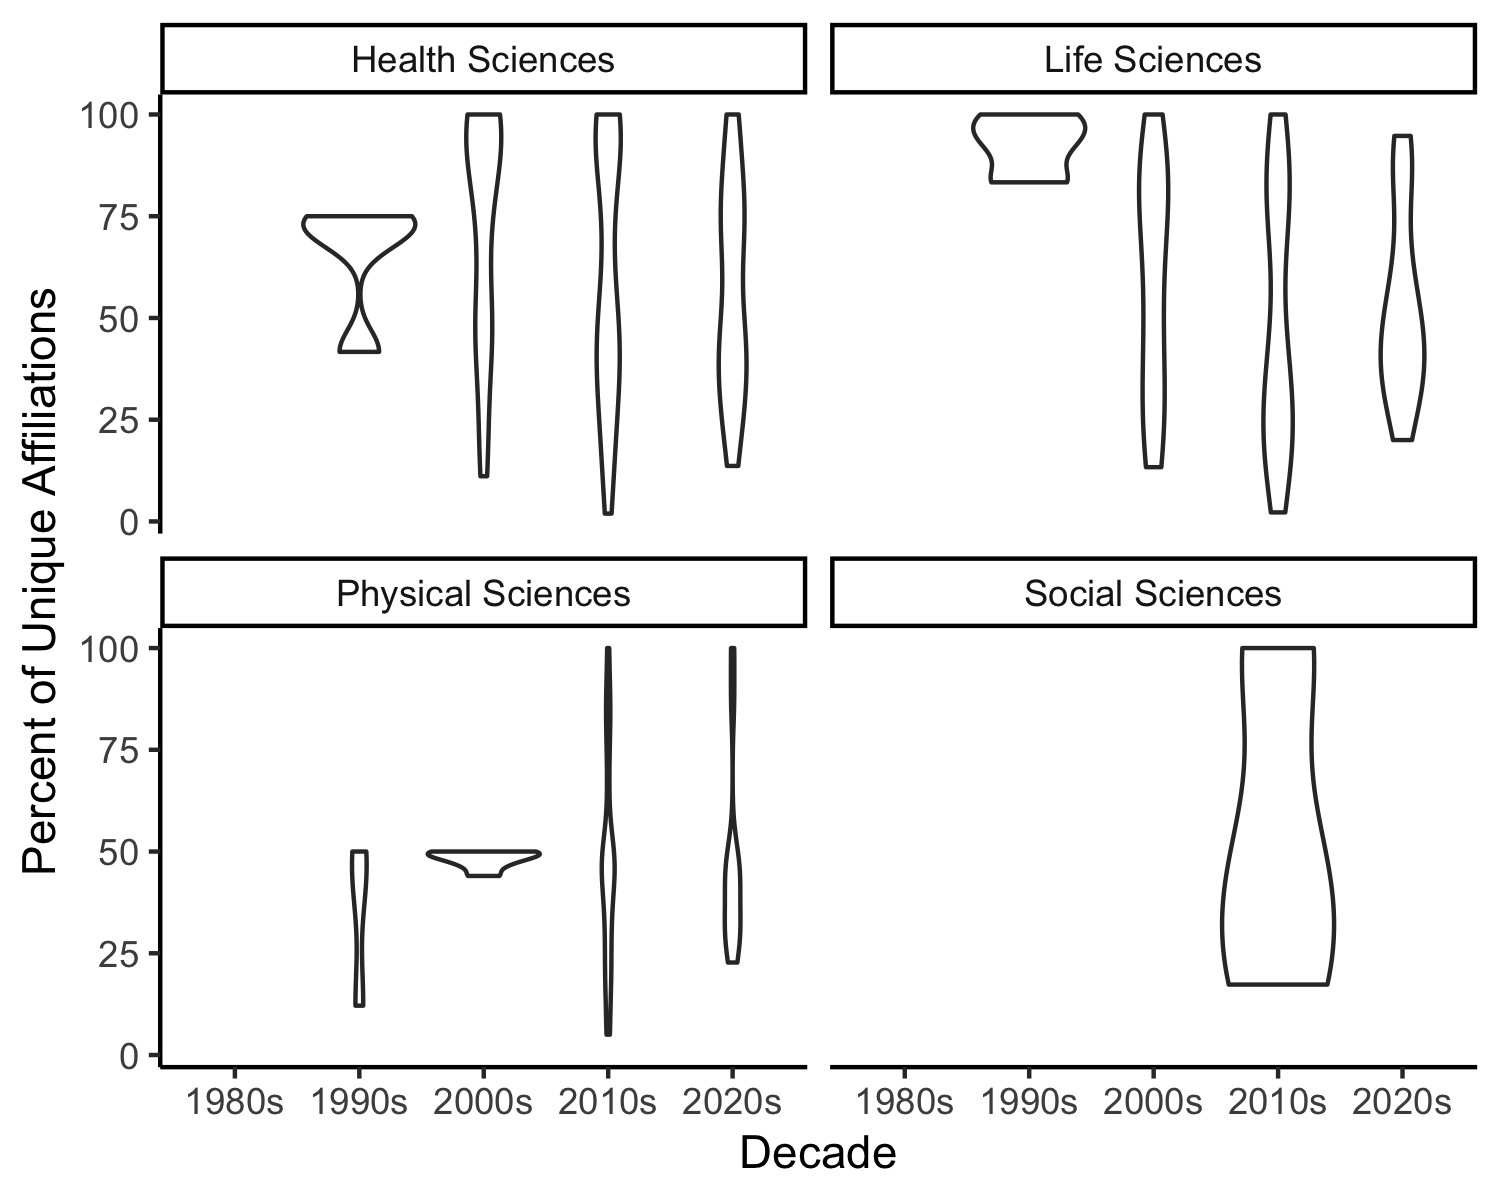 Health Sciences
Life Sciences
100
75
50
25
0
Physical Sciences
Social Sciences
100
75
50
25
0
1980s 1990s 2000s 2010s 2020s
1980s 1990s 2000s 2010s 2020s
Decade
Percent of Unique Affiliations